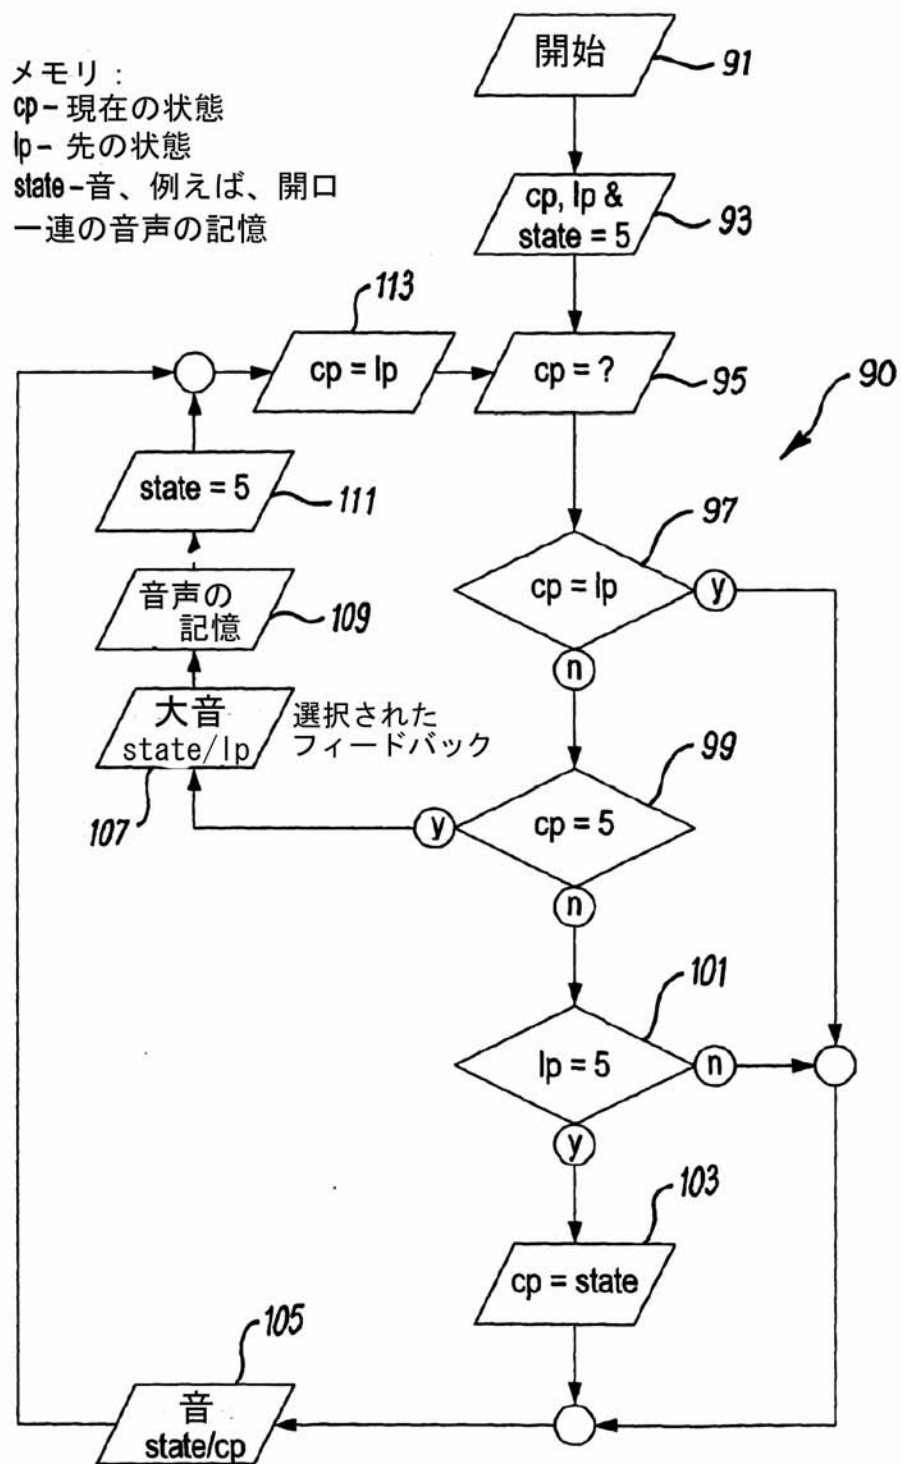 開始
91
メモリ:
cp-現在の状態
lp-先の状態
state-音、例えば、開口
一連の音声の記憶
cp, lp &
state = 5
93
113
cp = lp
cp = ?
95
90
state = 5
111
97
cp = lp
y
n
音声の
記憶
109
大音
state/lp
選択された
フィードバック
107
99
y
cp = 5
n
101
lp = 5
n
y
103
cp = state
105
音
state/cp